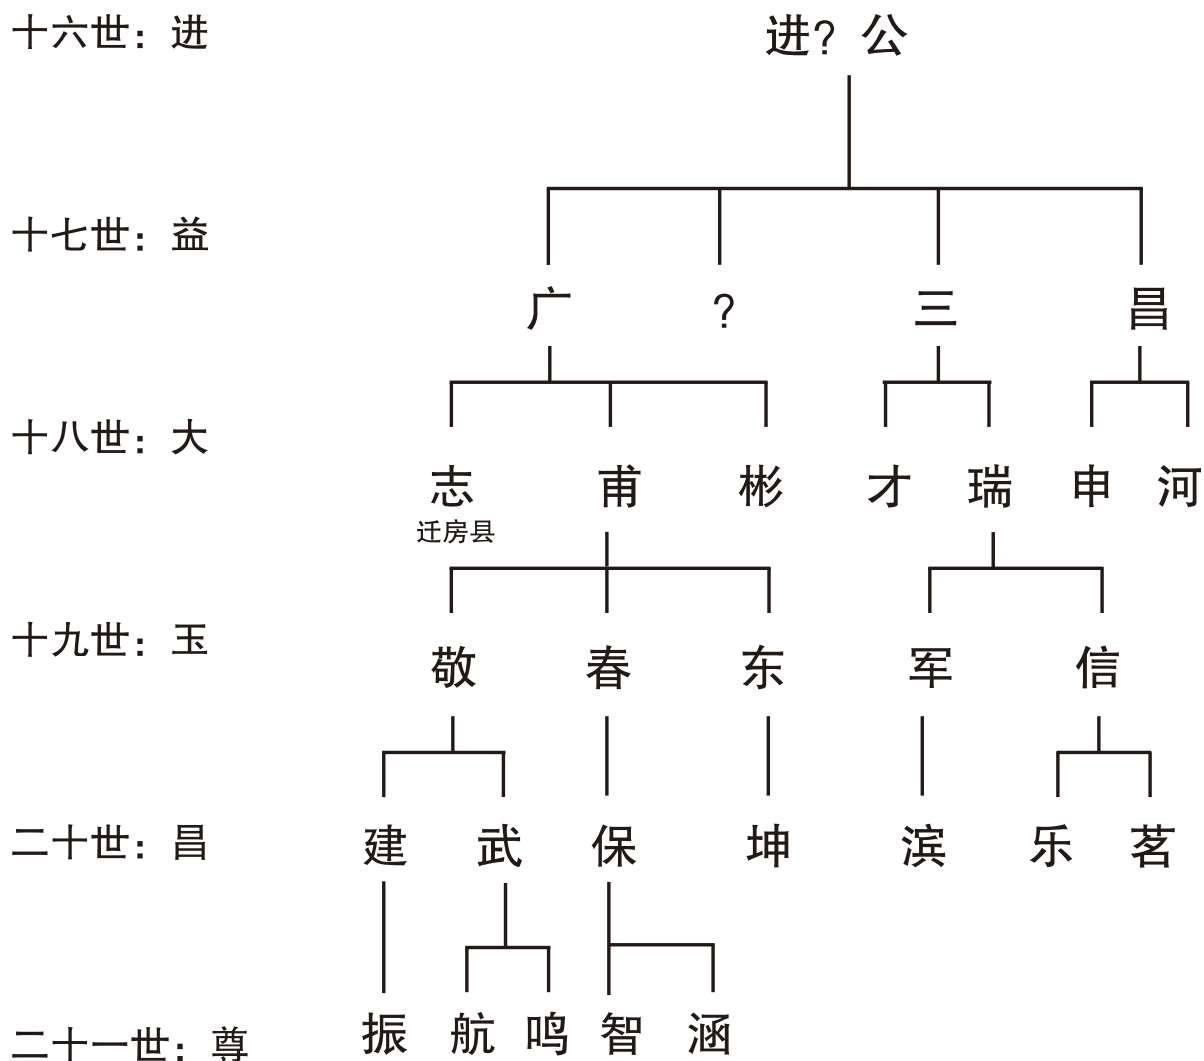 十六世：进 进？公
十七世：益
广 ？ 三 昌
十八世：大
志 甫 彬 才 瑞 申 河
迁房县
十九世：玉
敬 春 东 军 信
二十世：昌 建 武 保 坤 滨 乐 茗
二十一世：尊 振 航 鸣 智 涵